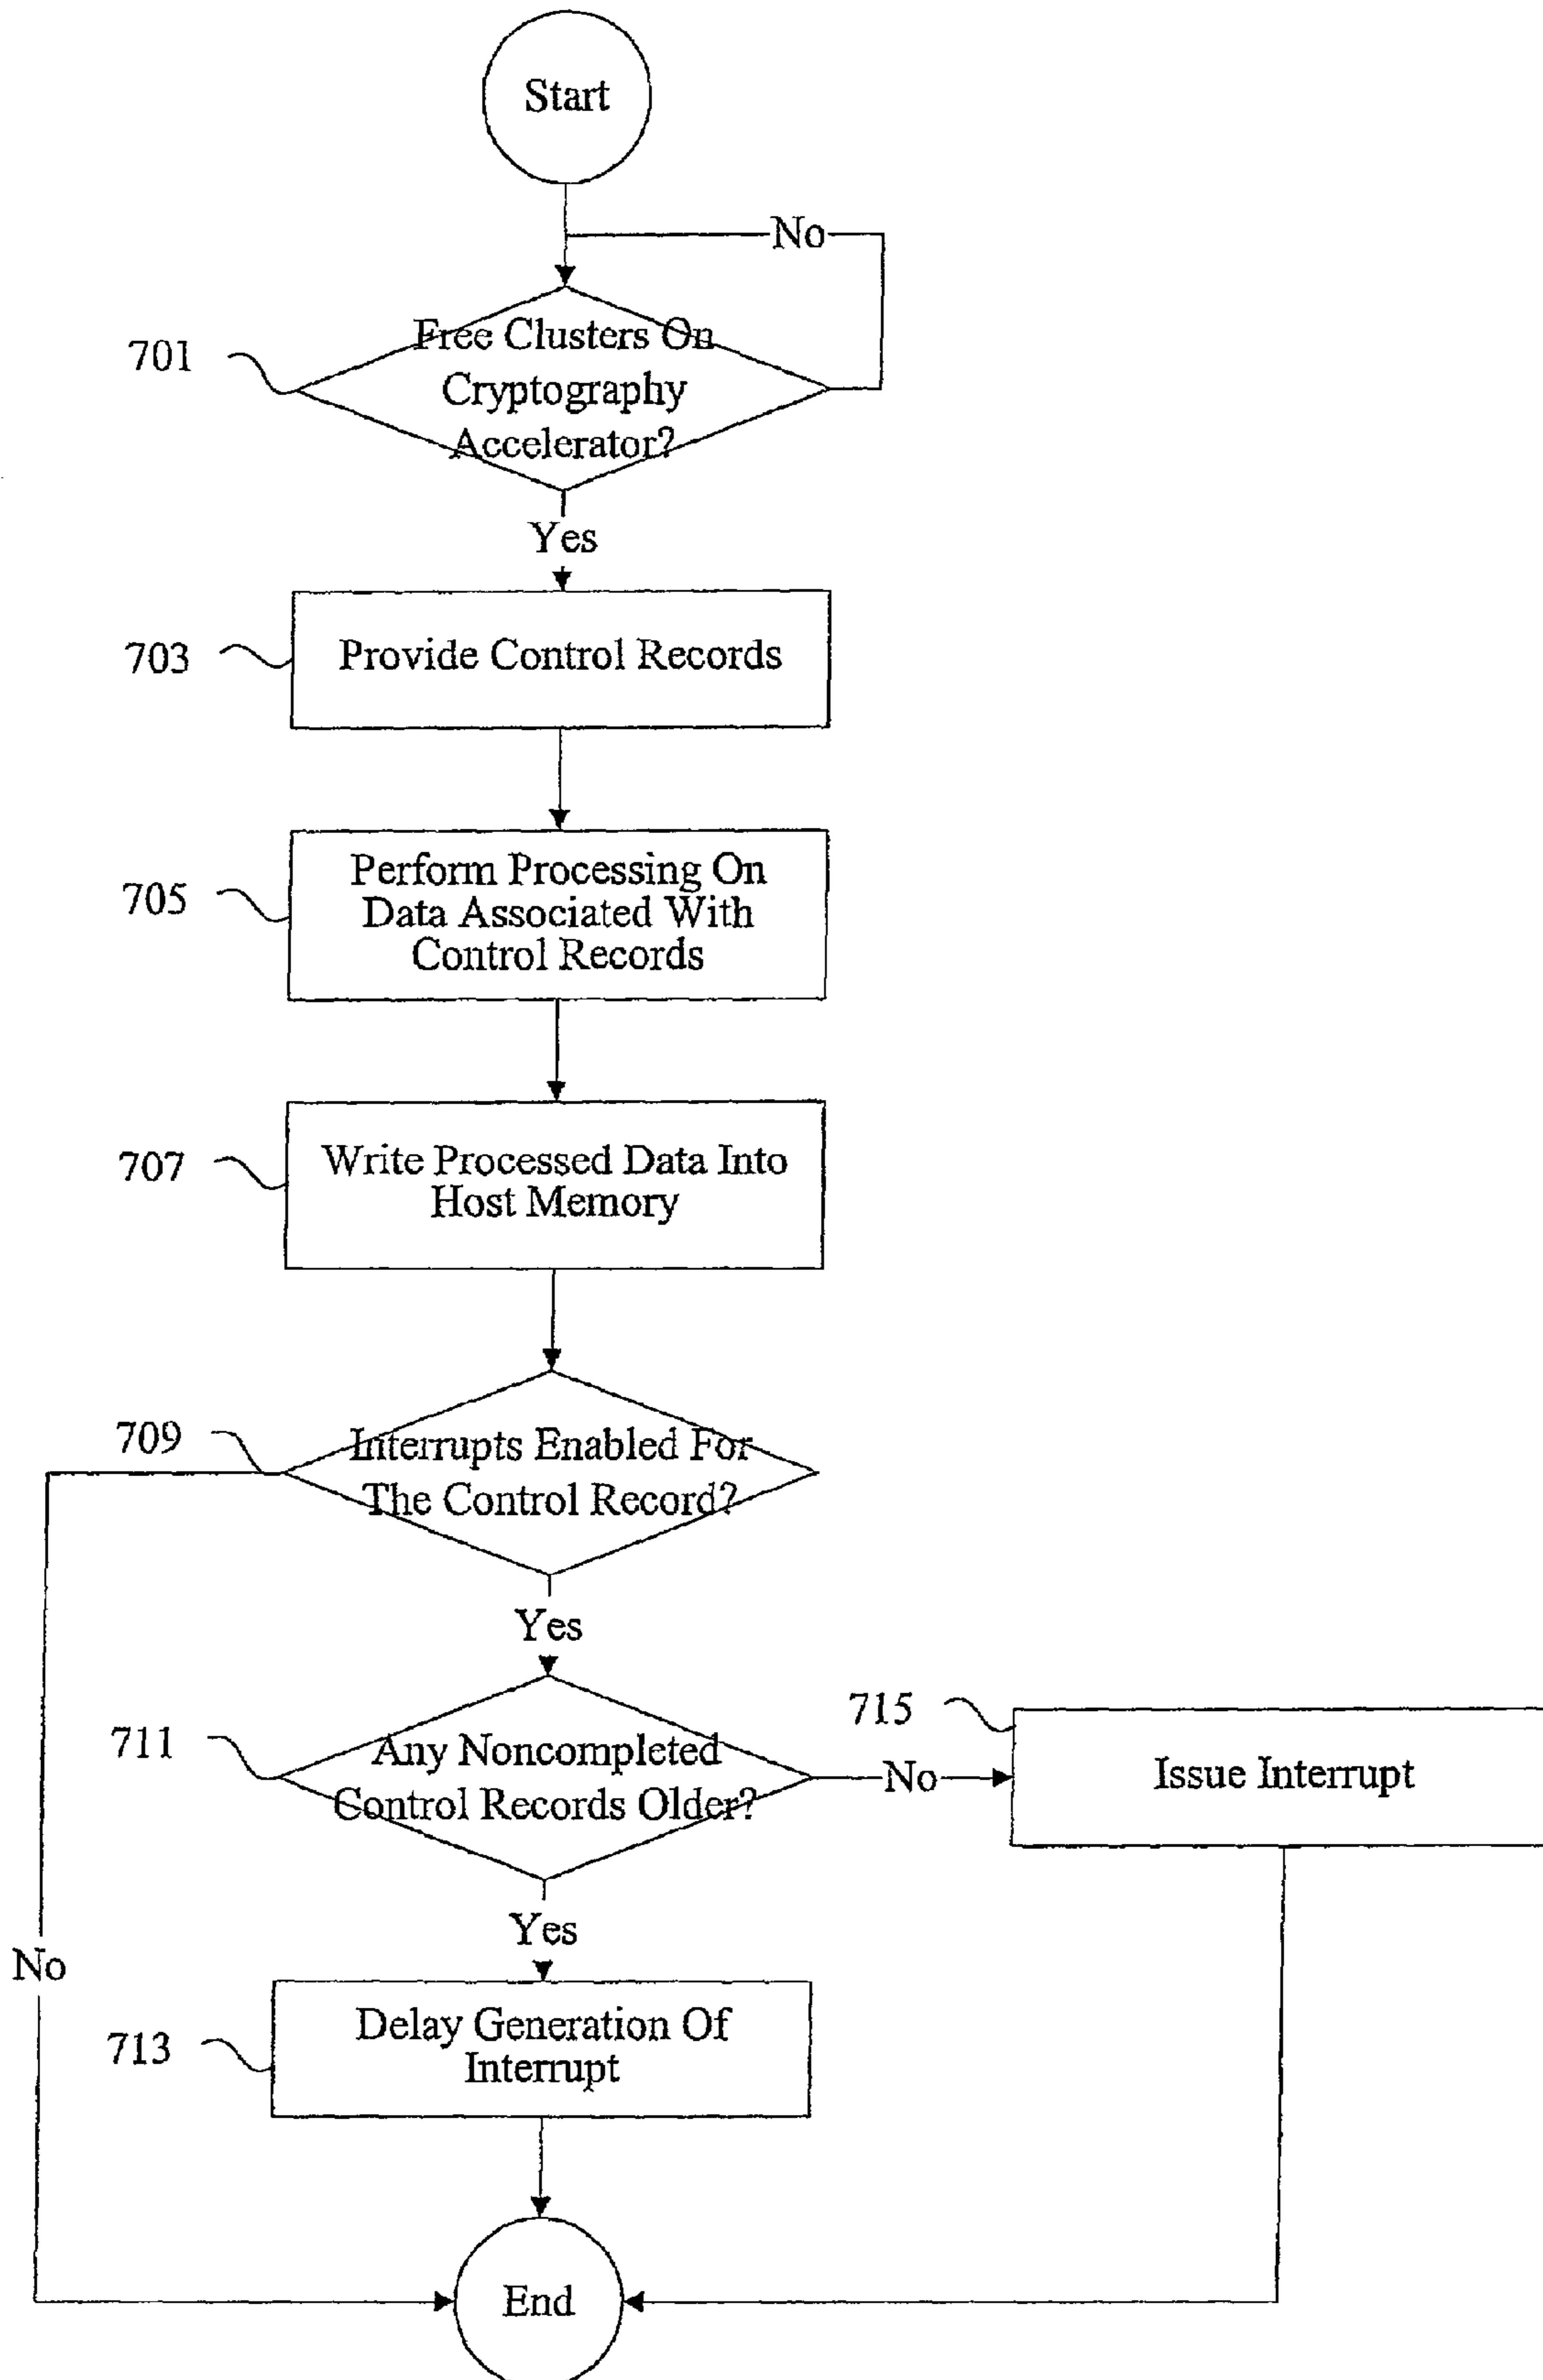 Start
No
701
Free Clusters On
Cryptography
Accelerator?
Yes
703
Provide Control Records
705
Perform Processing On
Data Associated With
Control Records
707
Write Processed Data Into
Host Memory
709
Interrupts Enabled For
The Control Record?
Yes
711
Any Noncompleted
Control Records Older?
No
715
Issue Interrupt
Yes
No
713
Delay Generation Of
Interrupt
End